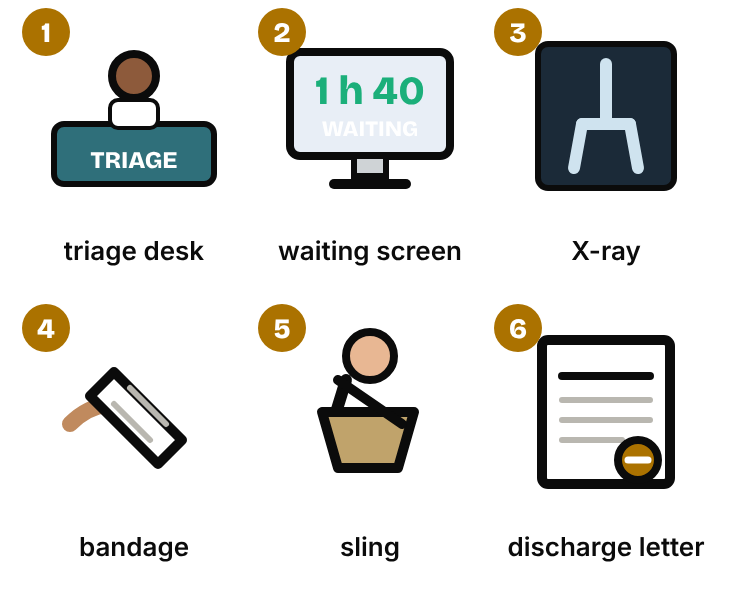 1
2
3
TRIAGE
1 h 40
WAITING
triage desk
waiting screen
X-ray
4
5
6
bandage
sling
discharge letter